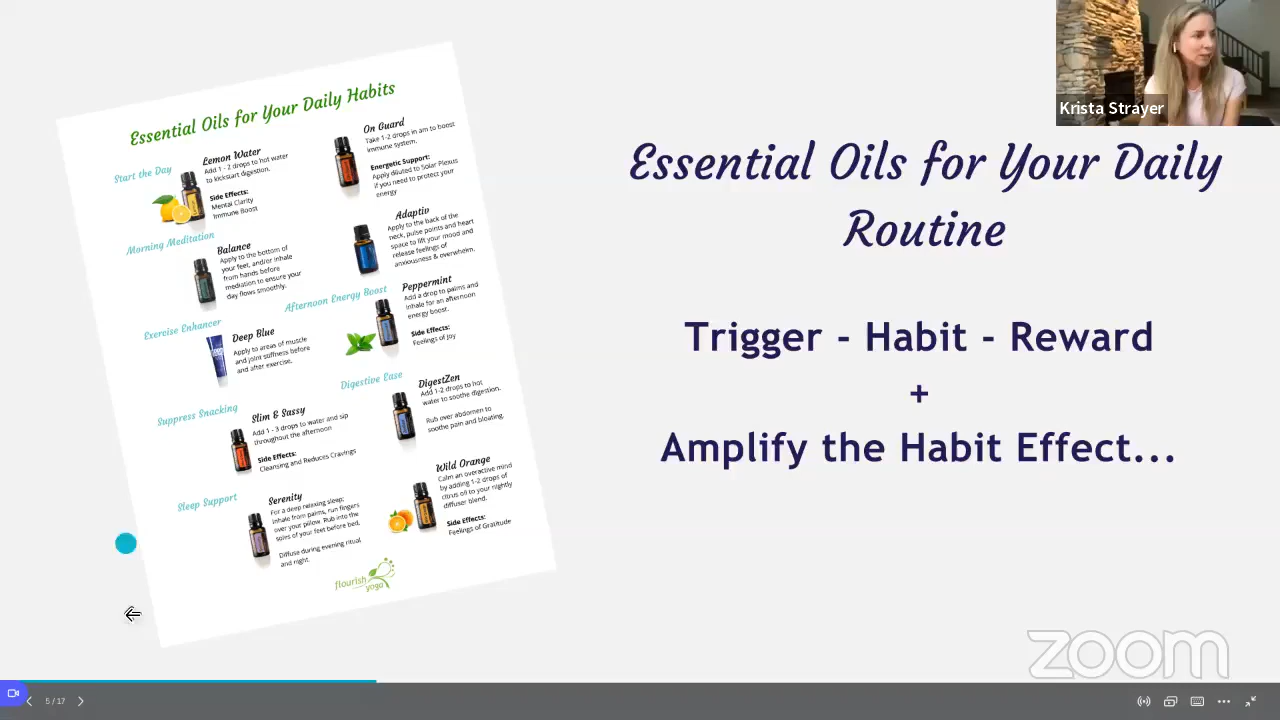 Krista Strayer
Essential Oils for Your Daily
Routine
Trigger - Habit - Reward
+
Amplify the Habit Effect...
Essential Oils for Your Daily Habits
Start the Day
Lemon Water
Add 1 - 2 drops to hot water
to kickstart digestion.
Side Effects:
Mental Clarity
Immune Boost
On Guard
Take 1-2 drops in am to boost
immune system.
Energetic Support:
Apply diluted to Solar Plexus
if you need to protect your
energy
Morning Meditation
Balance
Apply to the bottom of
your feet, and/or inhale
from hands before
mediation to ensure your
day flows smoothly.
Adaptiv
Apply to the back of the
neck, pulse points and heart
space to lift your mood and
release feelings of
anxiousness & overwhelm.
Exercise Enhancer
Deep Blue
Apply to areas of muscle
and joint stiffness before
and after exercise.
Afternoon Energy Boost
Peppermint
Add a drop to palms and
inhale for an afternoon
energy boost.
Side Effects:
Feelings of Joy
Suppress Snacking
Slim & Sassy
Add 1 - 3 drops to water and sip
throughout the afternoon
Side Effects:
Cleansing and Reduces Cravings
Digestive Ease
DigestZen
Add 1-2 drops to hot
water to soothe digestion.
Rub over abdomen to
soothe pain and bloating.
Sleep Support
Serenity
For a deep relaxing sleep;
inhale from palms, run fingers
over your pillow. Rub into the
soles of your feet before bed.
Diffuse during evening ritual
and night.
Wild Orange
Calm an overactive mind
by adding 1-2 drops of
citrus oil to your nightly
diffuser blend.
Side Effects:
Feelings of Gratitude
flourish
yoga
zoom
5 / 17